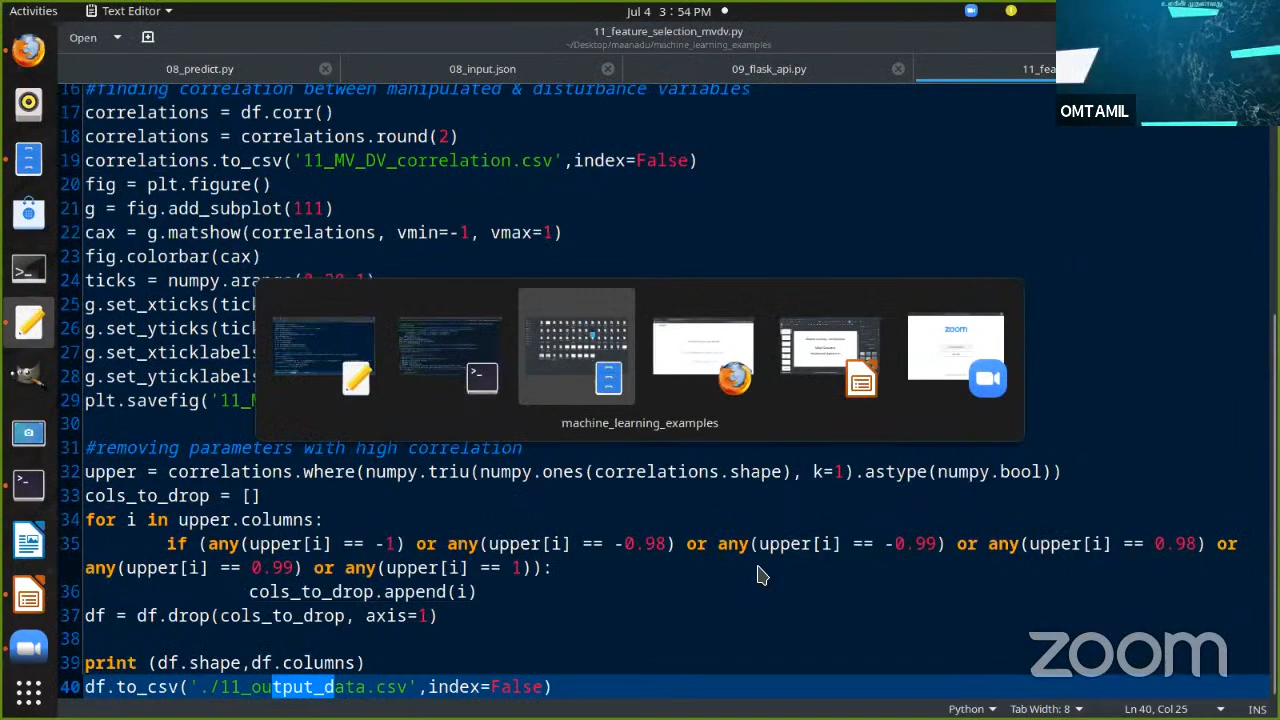 Activities
Text Editor
Jul 4 3:54 PM
Open
11_feature_selection_mvdv.py
~/Desktop/maanadu/machine_learning_examples
08_predict.py
08_input.json
09_flask_api.py
11_fea
OMTAMIL
16 #finding correlation between manipulated & disturbance variables
17 correlations = df.corr()
18 correlations = correlations.round(2)
19 correlations.to_csv('11_MV_DV_correlation.csv',index=False)
20 fig = plt.figure()
21 g = fig.add_subplot(111)
22 cax = g.matshow(correlations, vmin=-1, vmax=1)
23 fig.colorbar(cax)
24 ticks = numpy.arange(0,20,1)
25 g.set_xticks(tic
26 g.set_yticks(tic
27 g.set_xticklabels
28 g.set_yticklabels
29 plt.savefig('11_M
zoom
machine_learning_examples
30
31 #removing parameters with high correlation
32 upper = correlations.where(numpy.triu(numpy.ones(correlations.shape), k=1).astype(numpy.bool))
33 cols_to_drop = []
34 for i in upper.columns:
35 if (any(upper[i] == -1) or any(upper[i] == -0.98) or any(upper[i] == -0.99) or any(upper[i] == 0.98) or
any(upper[i] == 0.99) or any(upper[i] == 1)):
36 cols_to_drop.append(i)
37 df = df.drop(cols_to_drop, axis=1)
38
39 print (df.shape,df.columns)
40 df.to_csv('./11_output_data.csv',index=False)
zoom
Python
Tab Width: 8
Ln 40, Col 25
INS